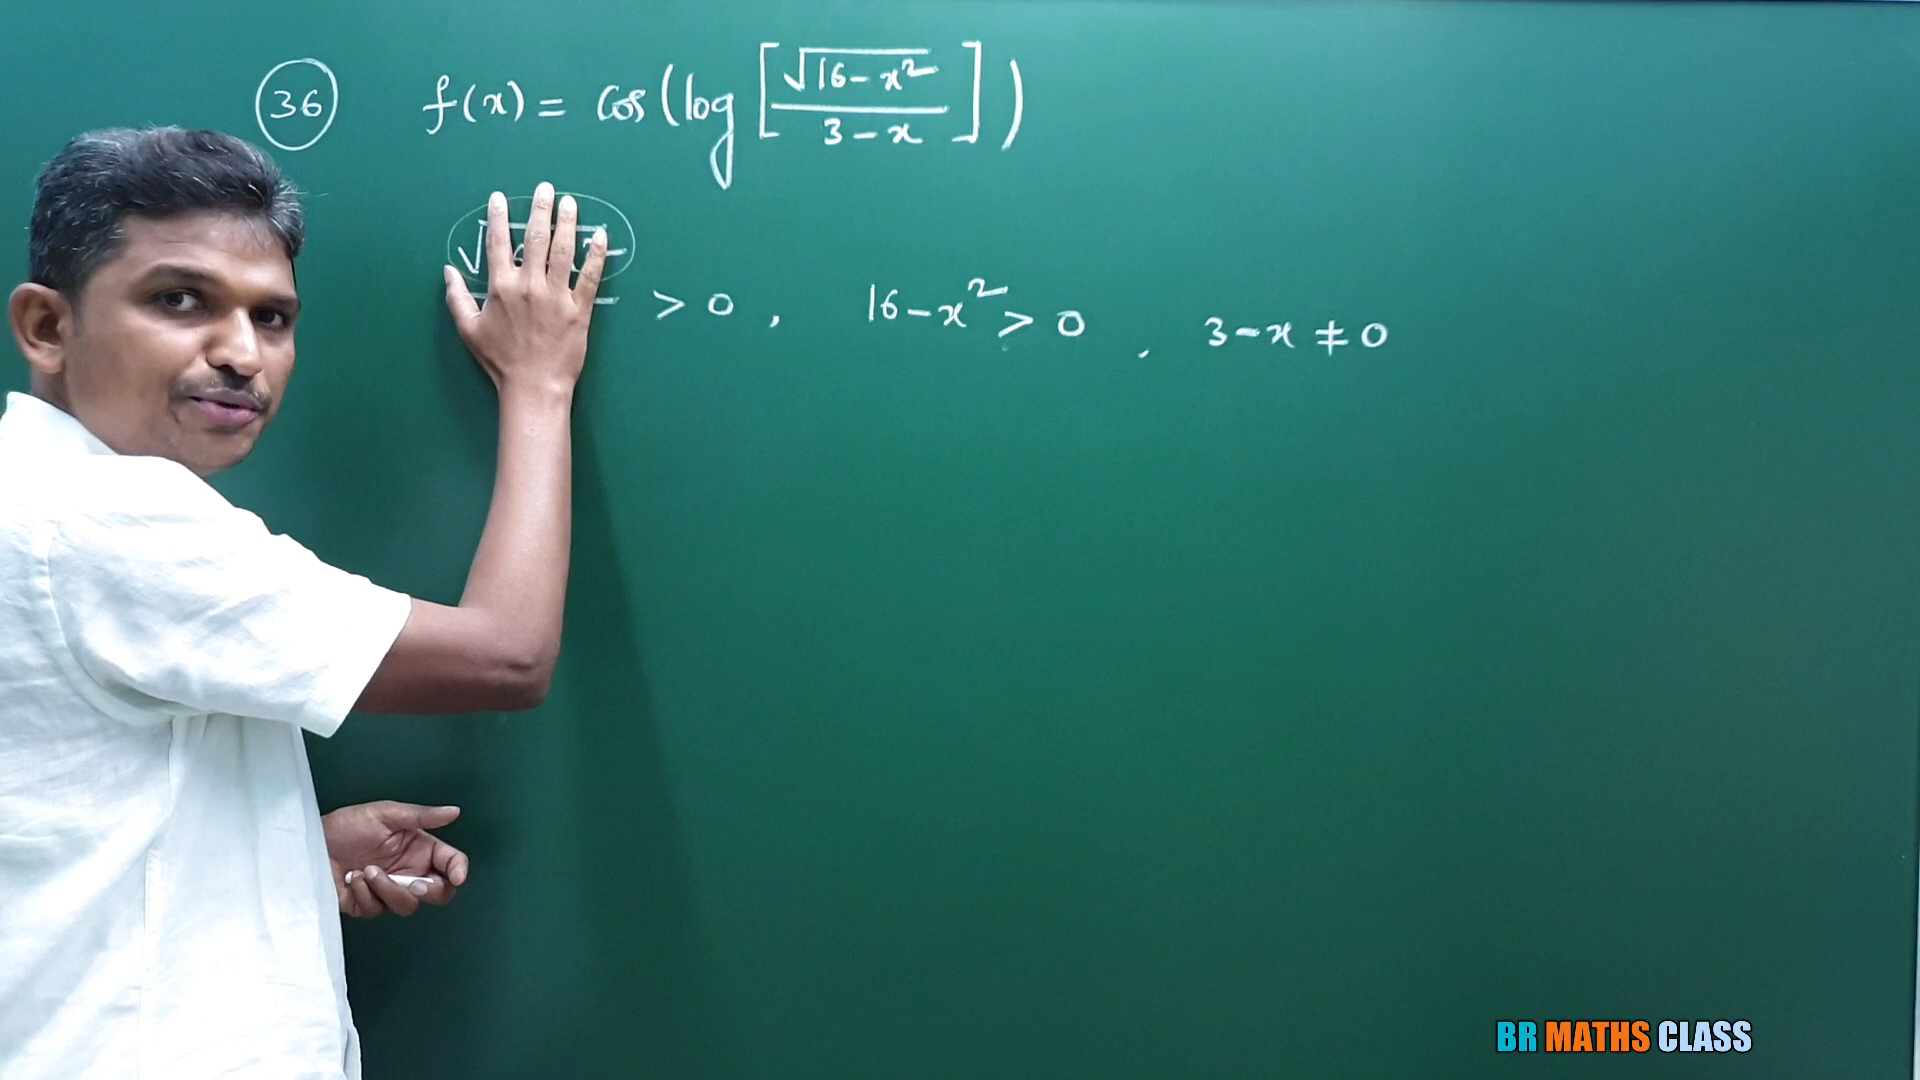 36 f(x) = cos(log[√(16-x²)/(3-x)])
> 0 , 16-x² > 0 , 3-x ≠ 0
BR MATHS CLASS